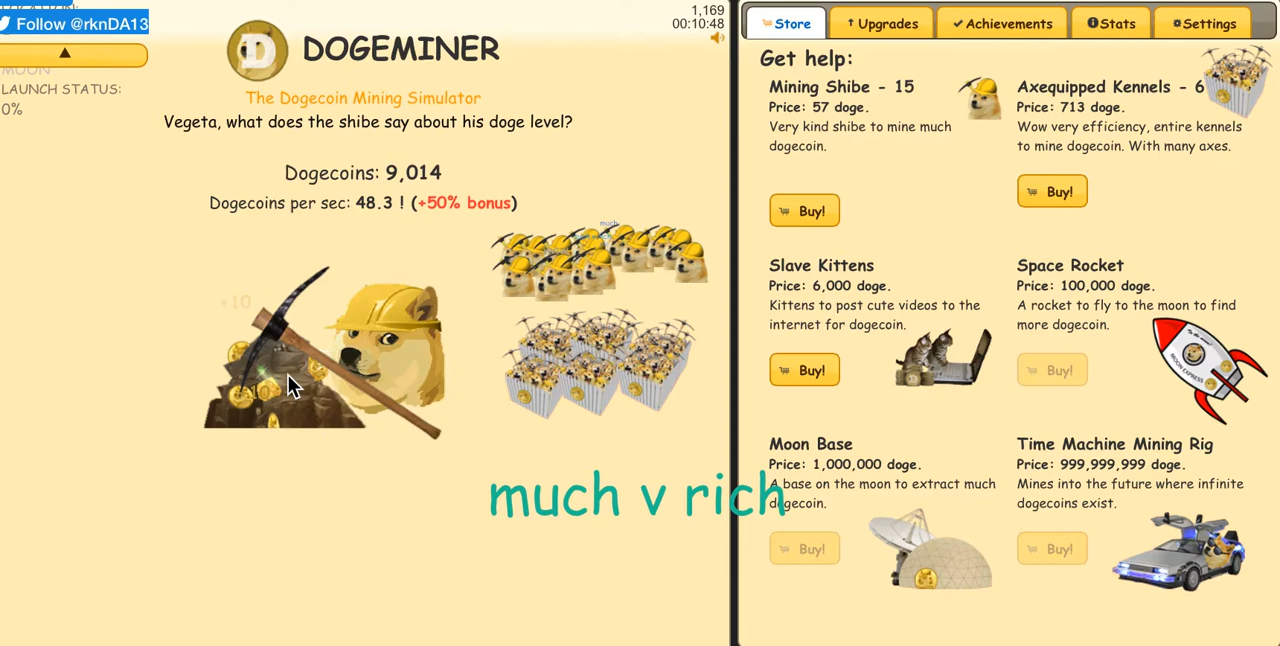 Follow @rknDA13
▲
MOON
LAUNCH STATUS:
0%
1,169
00:10:48
DOGEMINER
The Dogecoin Mining Simulator
Vegeta, what does the shibe say about his doge level?
Dogecoins: 9,014
Dogecoins per sec: 48.3 ! (+50% bonus)
+10
+10
much
much v rich
Store
Upgrades
Achievements
Stats
Settings
Get help:
Mining Shibe - 15
Price: 57 doge.
Very kind shibe to mine much
dogecoin.
Buy!
Axequipped Kennels - 6
Price: 713 doge.
Wow very efficiency, entire kennels
to mine dogecoin. With many axes.
Buy!
Slave Kittens
Price: 6,000 doge.
Kittens to post cute videos to the
internet for dogecoin.
Buy!
Space Rocket
Price: 100,000 doge.
A rocket to fly to the moon to find
more dogecoin.
Buy!
MOON EXPRESS
Moon Base
Price: 1,000,000 doge.
A base on the moon to extract much
dogecoin.
Buy!
Time Machine Mining Rig
Price: 999,999,999 doge.
Mines into the future where infinite
dogecoins exist.
Buy!